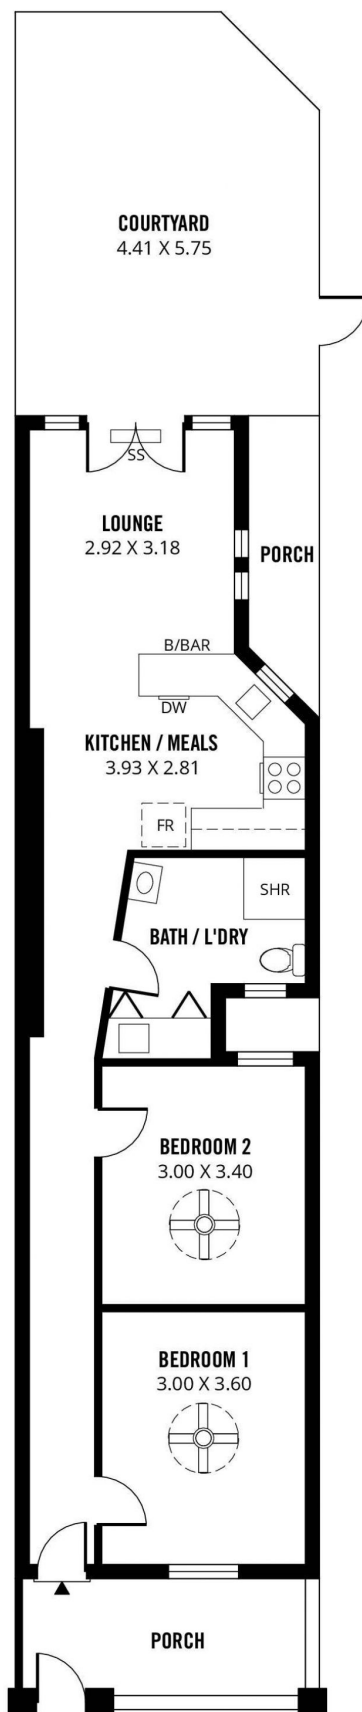 COURTYARD
4.41 X 5.75
SS
LOUNGE
2.92 X 3.18
PORCH
B/BAR
DW
KITCHEN / MEALS
3.93 X 2.81
FR
SHR
BATH / L'DRY
BEDROOM 2
3.00 X 3.40
BEDROOM 1
3.00 X 3.60
PORCH